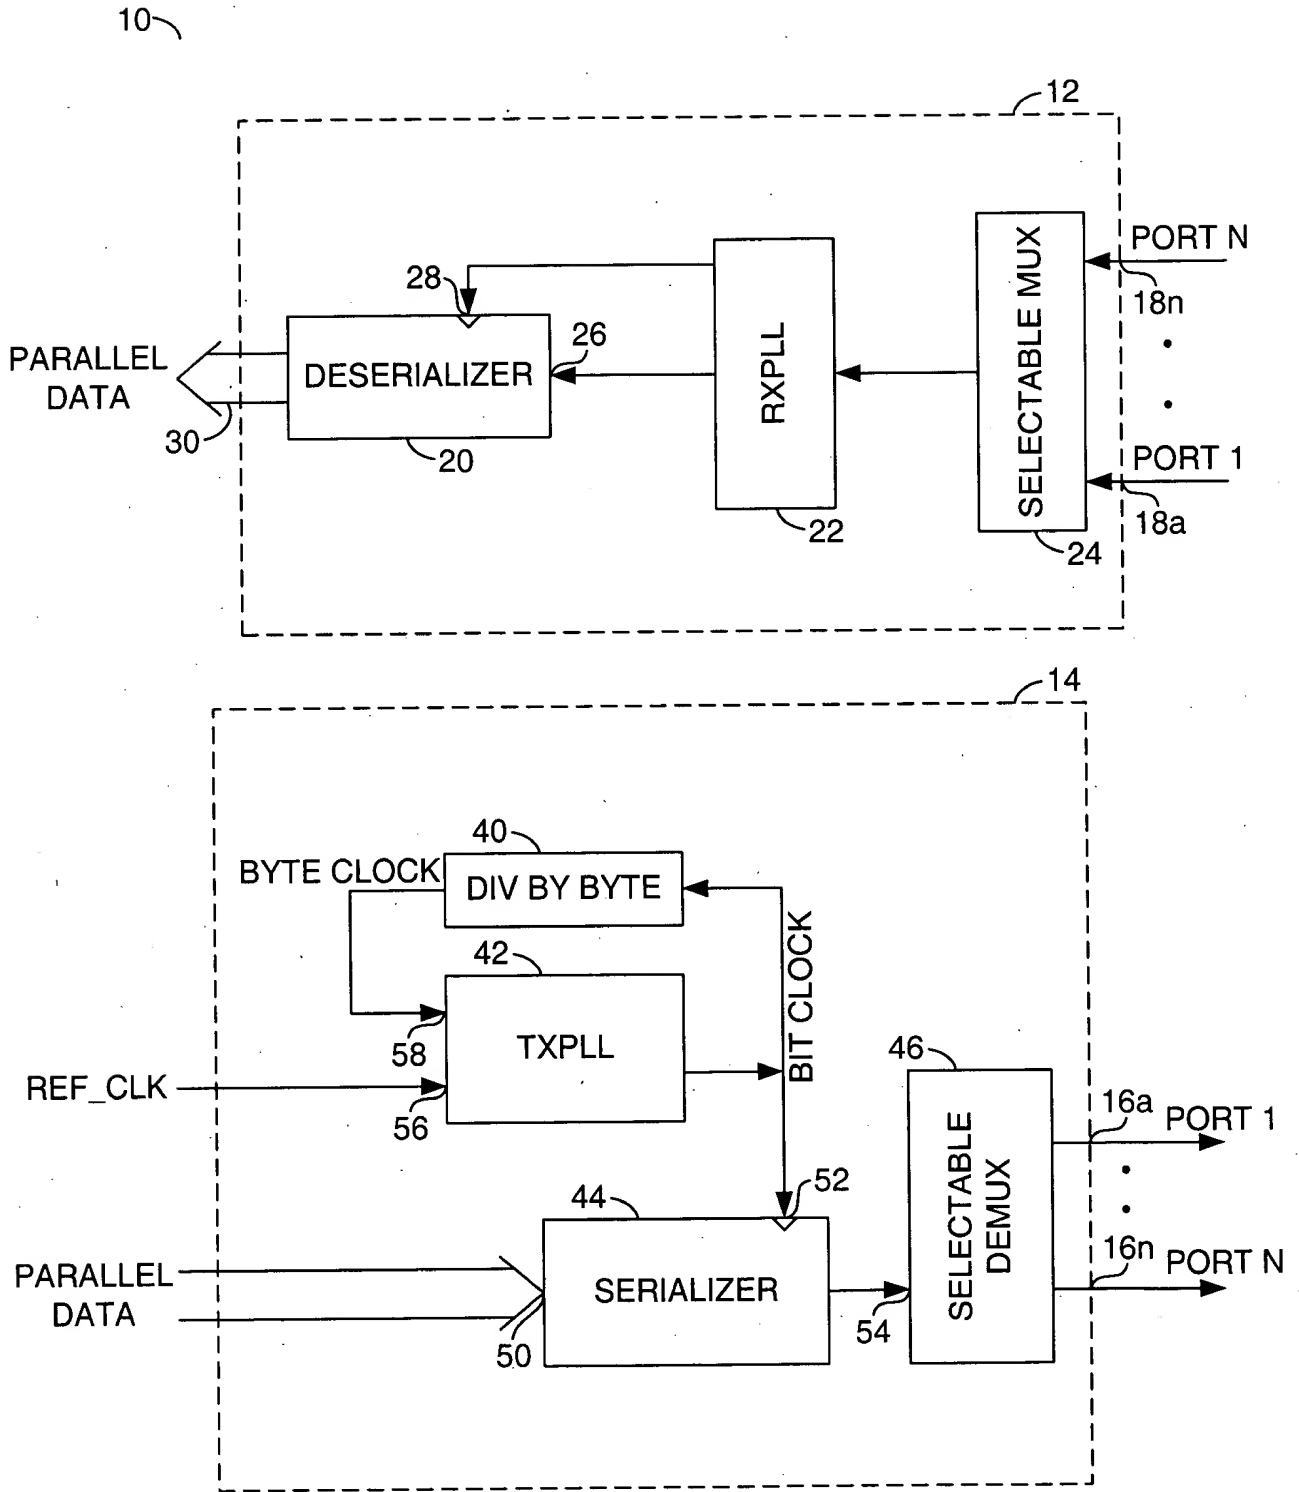 10
12
PORT N
18n
SELECTABLE MUX
28
26
RXPLL
PARALLEL
DATA
DESERIALIZER
30
20
PORT 1
18a
22
24
14
40
BYTE CLOCK
DIV BY BYTE
42
BIT CLOCK
58
TXPLL
46
REF_CLK
56
16a
PORT 1
SELECTABLE
DEMUX
52
44
16n
PORT N
PARALLEL
DATA
SERIALIZER
50
54